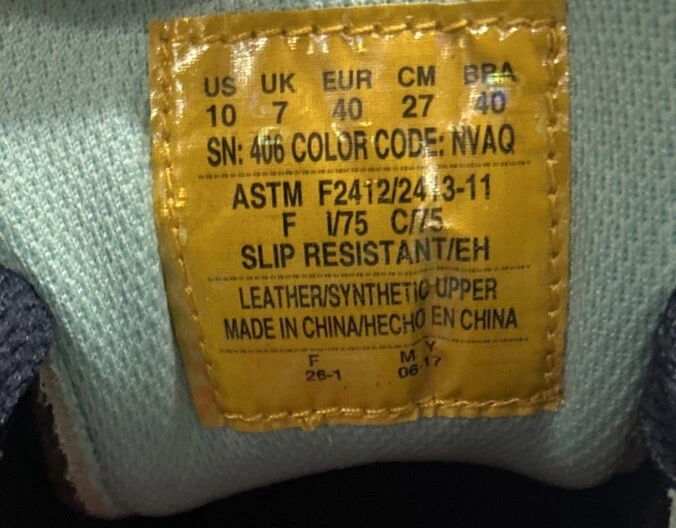 US UK EUR CM BRA
10 7 40 27 40
SN: 406 COLOR CODE: NVAQ
ASTM F2412/2413-11
F I/75 C/75
SLIP RESISTANT/EH
LEATHER/SYNTHETIC UPPER
MADE IN CHINA/HECHO EN CHINA
F M Y
26-1 06 17